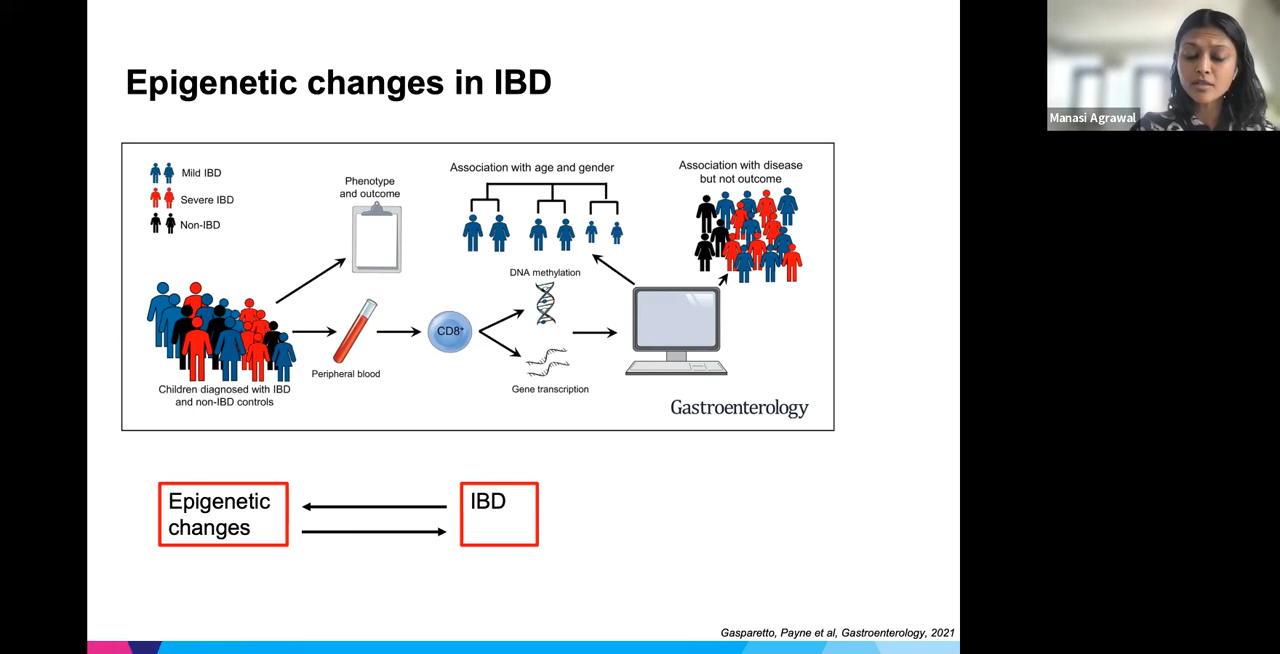 Epigenetic changes in IBD
Mild IBD
Severe IBD
Non-IBD
Phenotype
and outcome
Association with age and gender
Association with disease
but not outcome
DNA methylation
CD8+
Gene transcription
Peripheral blood
Children diagnosed with IBD
and non-IBD controls
Gastroenterology
Epigenetic
changes
IBD
Gasparetto, Payne et al, Gastroenterology, 2021
Manasi Agrawal